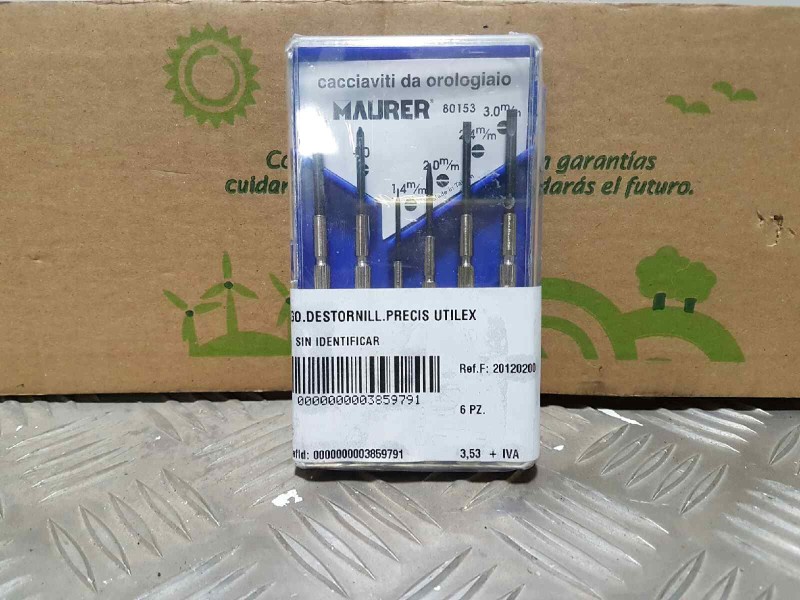 cacciaviti da orologiaio
MAURER 80153 3.0m/m
2.4m/m
2.0m/m
1.4m/m
en garantías
cuidar darás el futuro.
GO.DESTORNILL.PRECIS UTILEX
SIN IDENTIFICAR
Ref.F: 20120200
0000000003859791
6 PZ.
0000000003859791
3,53 + IVA